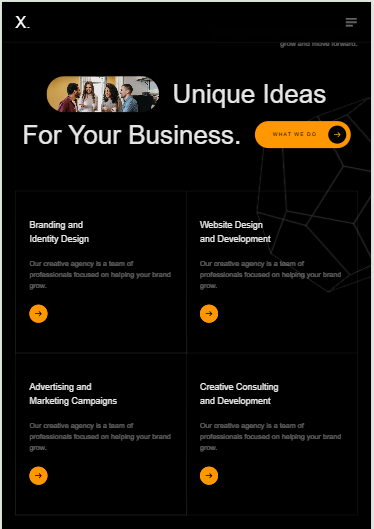 X.
grow and move forward.
Unique Ideas
For Your Business.
WHAT WE DO
Branding and
Identity Design
Our creative agency is a team of
professionals focused on helping your brand
grow.
Website Design
and Development
Our creative agency is a team of
professionals focused on helping your brand
grow.
Advertising and
Marketing Campaigns
Our creative agency is a team of
professionals focused on helping your brand
grow.
Creative Consulting
and Development
Our creative agency is a team of
professionals focused on helping your brand
grow.